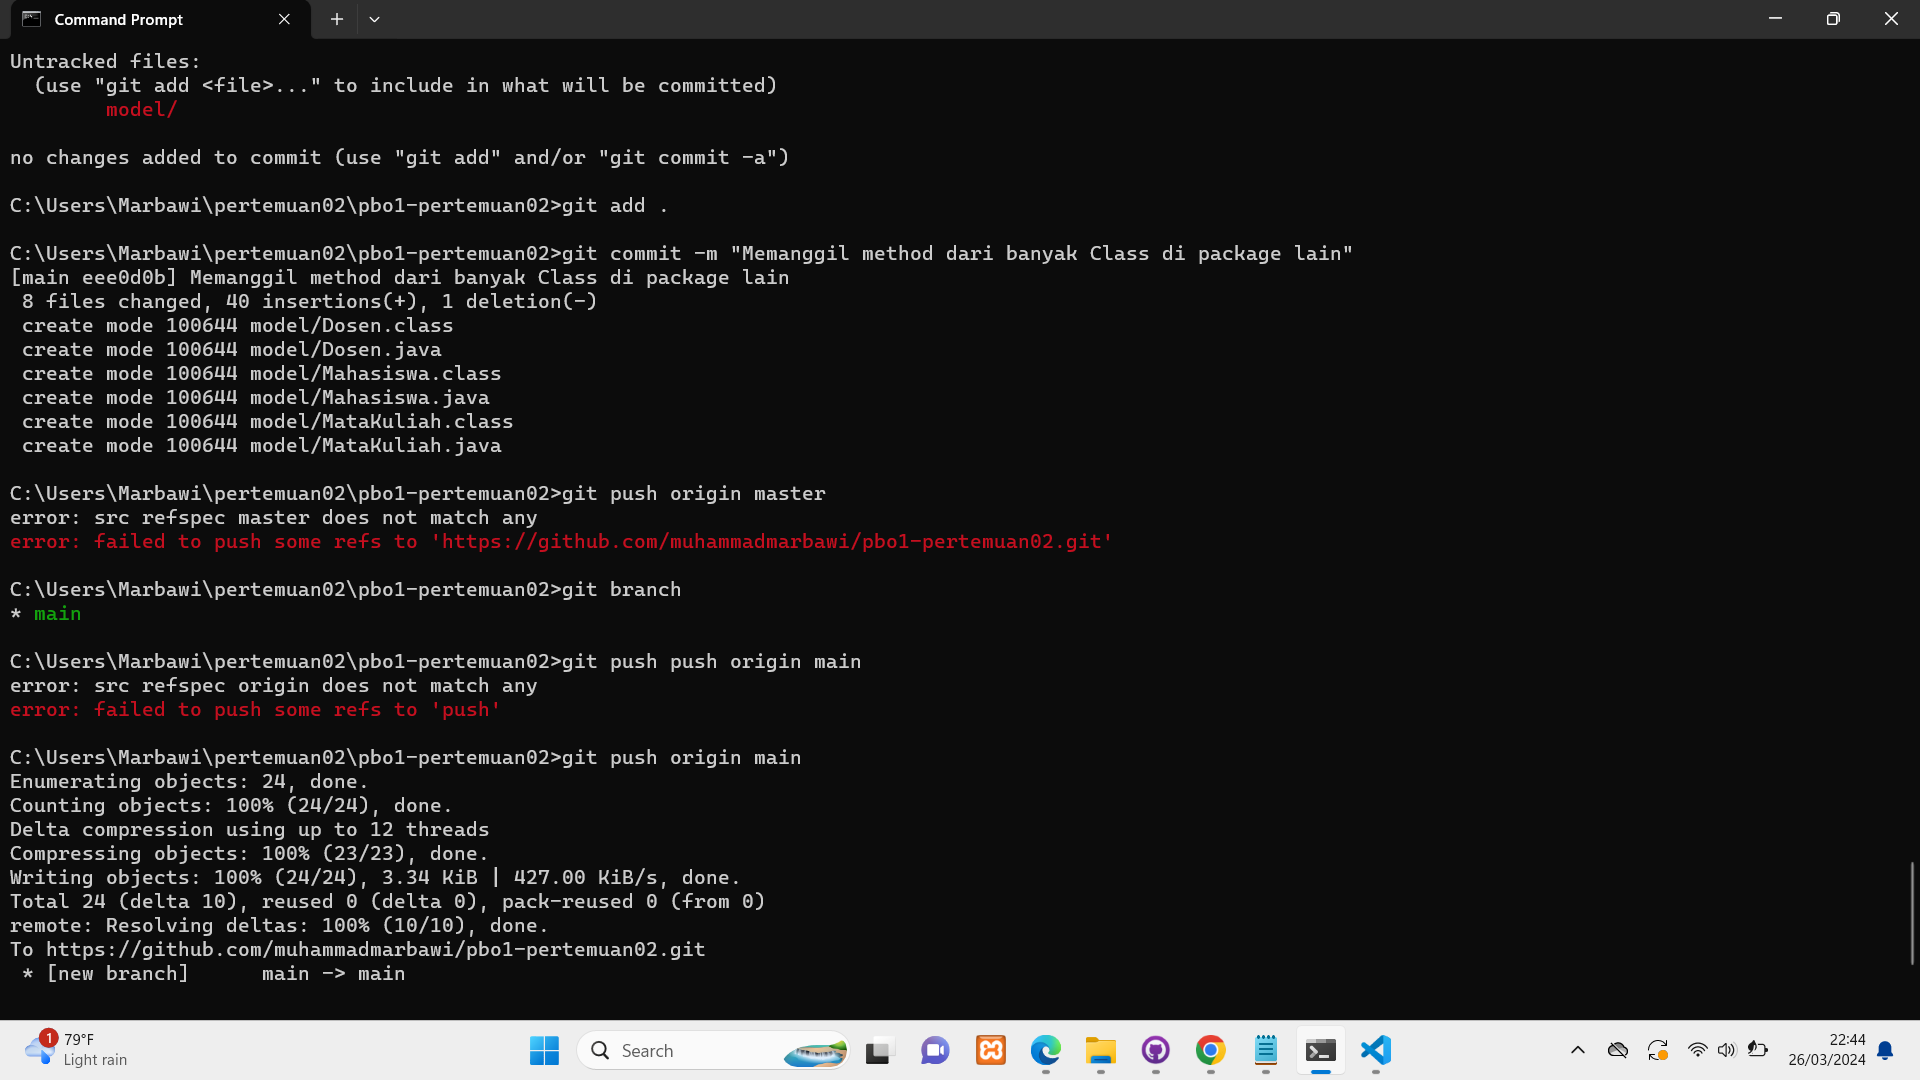 Command Prompt
Untracked files:
  (use "git add <file>..." to include in what will be committed)
        model/
no changes added to commit (use "git add" and/or "git commit -a")
C:\Users\Marbawi\pertemuan02\pbo1-pertemuan02>git add .
C:\Users\Marbawi\pertemuan02\pbo1-pertemuan02>git commit -m "Memanggil method dari banyak Class di package lain"
[main eee0d0b] Memanggil method dari banyak Class di package lain
 8 files changed, 40 insertions(+), 1 deletion(-)
 create mode 100644 model/Dosen.class
 create mode 100644 model/Dosen.java
 create mode 100644 model/Mahasiswa.class
 create mode 100644 model/Mahasiswa.java
 create mode 100644 model/MataKuliah.class
 create mode 100644 model/MataKuliah.java
C:\Users\Marbawi\pertemuan02\pbo1-pertemuan02>git push origin master
error: src refspec master does not match any
error: failed to push some refs to 'https://github.com/muhammadmarbawi/pbo1-pertemuan02.git'
C:\Users\Marbawi\pertemuan02\pbo1-pertemuan02>git branch
* main
C:\Users\Marbawi\pertemuan02\pbo1-pertemuan02>git push push origin main
error: src refspec origin does not match any
error: failed to push some refs to 'push'
C:\Users\Marbawi\pertemuan02\pbo1-pertemuan02>git push origin main
Enumerating objects: 24, done.
Counting objects: 100% (24/24), done.
Delta compression using up to 12 threads
Compressing objects: 100% (23/23), done.
Writing objects: 100% (24/24), 3.34 KiB | 427.00 KiB/s, done.
Total 24 (delta 10), reused 0 (delta 0), pack-reused 0 (from 0)
remote: Resolving deltas: 100% (10/10), done.
To https://github.com/muhammadmarbawi/pbo1-pertemuan02.git
 * [new branch]      main -> main
1
79°F
Light rain
Search
22:44
26/03/2024